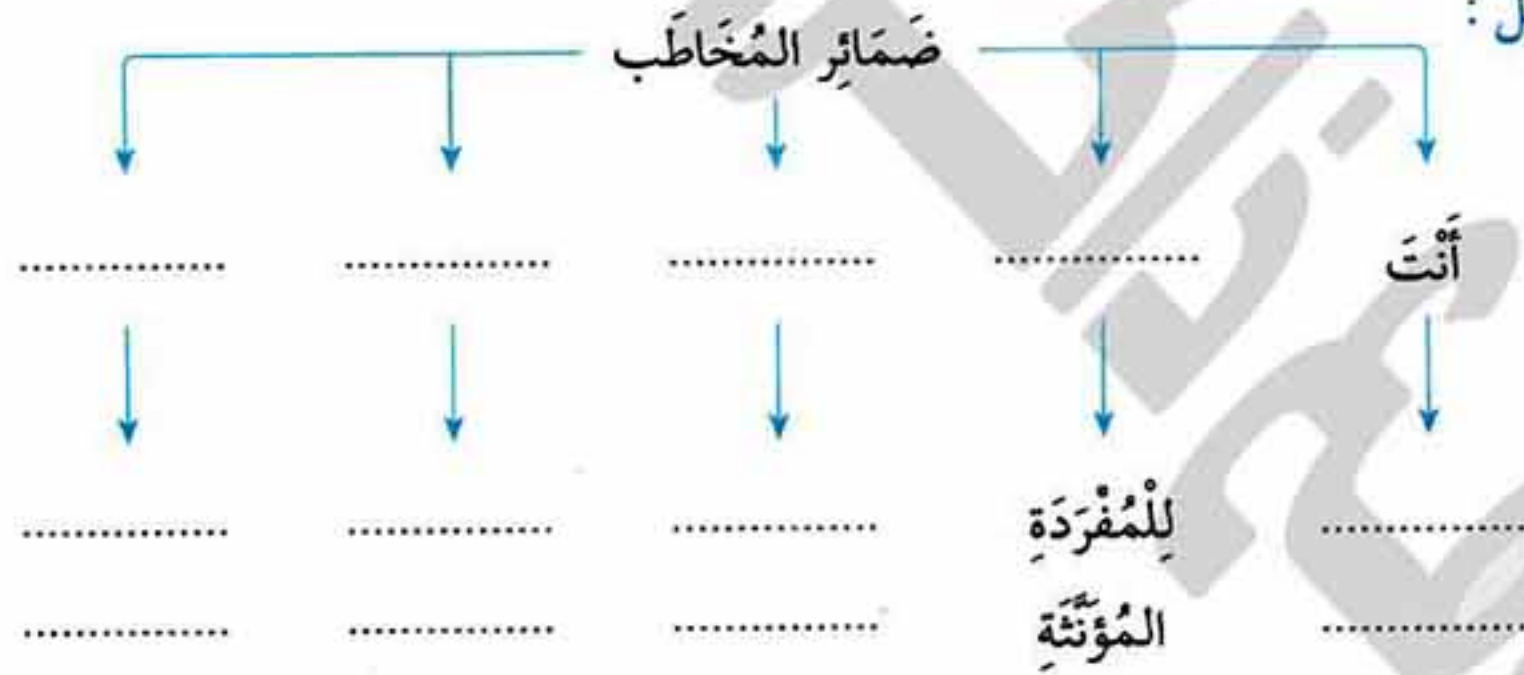 ضَمَائِر المُخَاطَب
أَنْتَ ..................
لِلْمُفْرَدَةِ
المُؤَنَّثَةِ